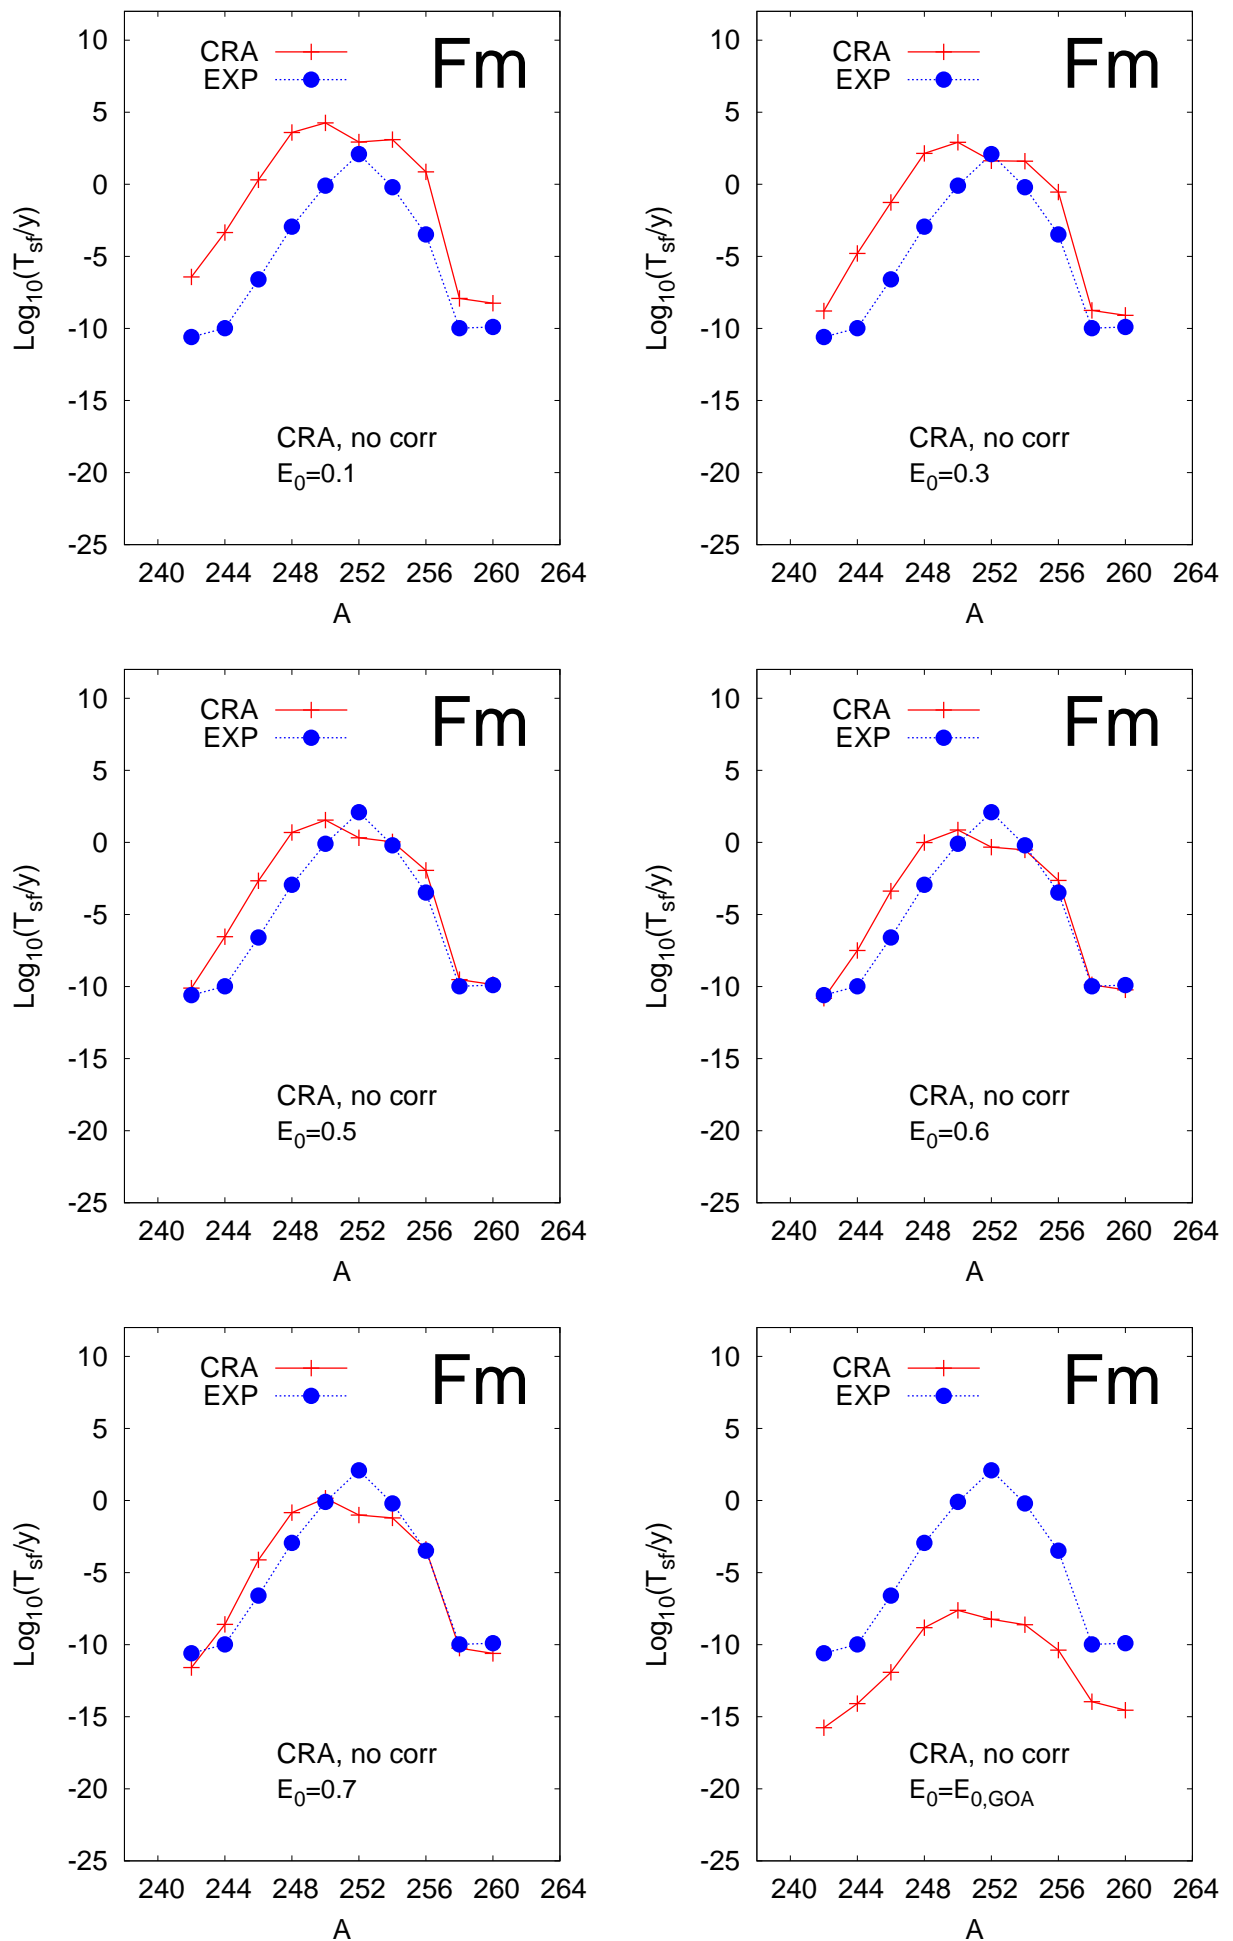 Fm
CRA
EXP
10
5
0
-5
-10
-15
-20
-25
Log10(Tsf/y)
CRA, no corr
E0=0.1
240 244 248 252 256 260 264
A
Fm
CRA
EXP
10
5
0
-5
-10
-15
-20
-25
Log10(Tsf/y)
CRA, no corr
E0=0.3
240 244 248 252 256 260 264
A
Fm
CRA
EXP
10
5
0
-5
-10
-15
-20
-25
Log10(Tsf/y)
CRA, no corr
E0=0.5
240 244 248 252 256 260 264
A
Fm
CRA
EXP
10
5
0
-5
-10
-15
-20
-25
Log10(Tsf/y)
CRA, no corr
E0=0.6
240 244 248 252 256 260 264
A
Fm
CRA
EXP
10
5
0
-5
-10
-15
-20
-25
Log10(Tsf/y)
CRA, no corr
E0=0.7
240 244 248 252 256 260 264
A
Fm
CRA
EXP
10
5
0
-5
-10
-15
-20
-25
Log10(Tsf/y)
CRA, no corr
E0=E0,GOA
240 244 248 252 256 260 264
A